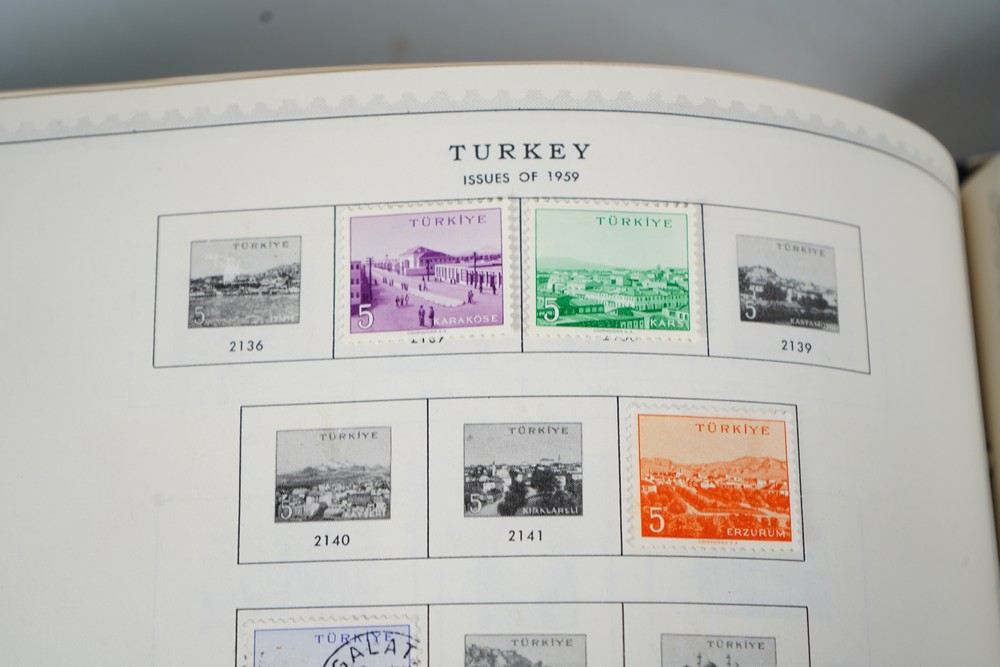 TURKEY
ISSUES OF 1959
TÜRKİYE
5
2136
TÜRKİYE
5 KARAKÖSE
TÜRKİYE
5 KARS
TÜRKİYE
5 KASTAMO
2139
TÜRKİYE
5
2140
TÜRKİYE
5 KIRKLARELİ
2141
TÜRKİYE
5 ERZURUM
TÜRKİYE
GALAT
TÜRKİYE
TÜRKİYE